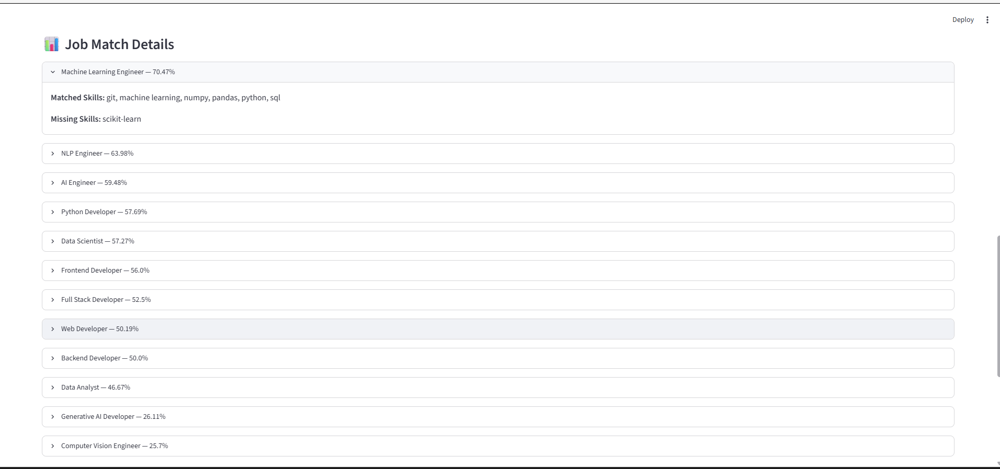 Deploy
Job Match Details
Machine Learning Engineer — 70.47%
Matched Skills: git, machine learning, numpy, pandas, python, sql
Missing Skills: scikit-learn
NLP Engineer — 63.98%
AI Engineer — 59.48%
Python Developer — 57.69%
Data Scientist — 57.27%
Frontend Developer — 56.0%
Full Stack Developer — 52.5%
Web Developer — 50.19%
Backend Developer — 50.0%
Data Analyst — 46.67%
Generative AI Developer — 26.11%
Computer Vision Engineer — 25.7%